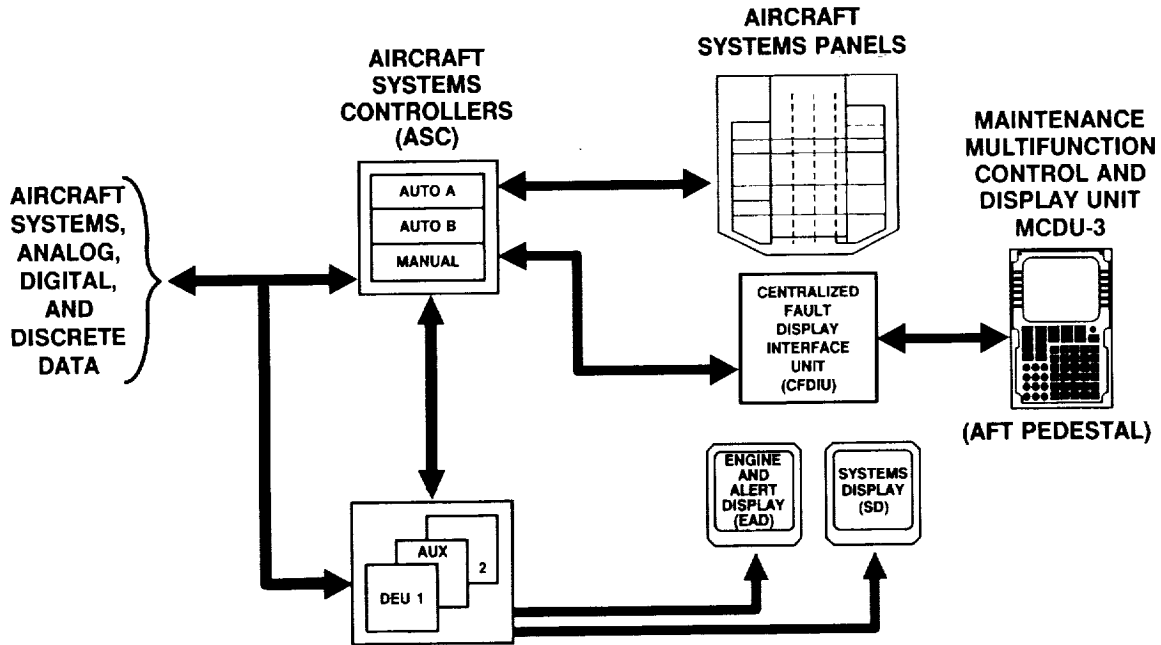 AIRCRAFT
SYSTEMS,
ANALOG,
DIGITAL,
AND
DISCRETE
DATA
AIRCRAFT
SYSTEMS
CONTROLLERS
(ASC)
AUTO A
AUTO B
MANUAL
AIRCRAFT
SYSTEMS PANELS
MAINTENANCE
MULTIFUNCTION
CONTROL AND
DISPLAY UNIT
MCDU-3
(AFT PEDESTAL)
CENTRALIZED
FAULT
DISPLAY
INTERFACE
UNIT
(CFDIU)
ENGINE
AND
ALERT
DISPLAY
(EAD)
SYSTEMS
DISPLAY
(SD)
DEU 1
AUX
2